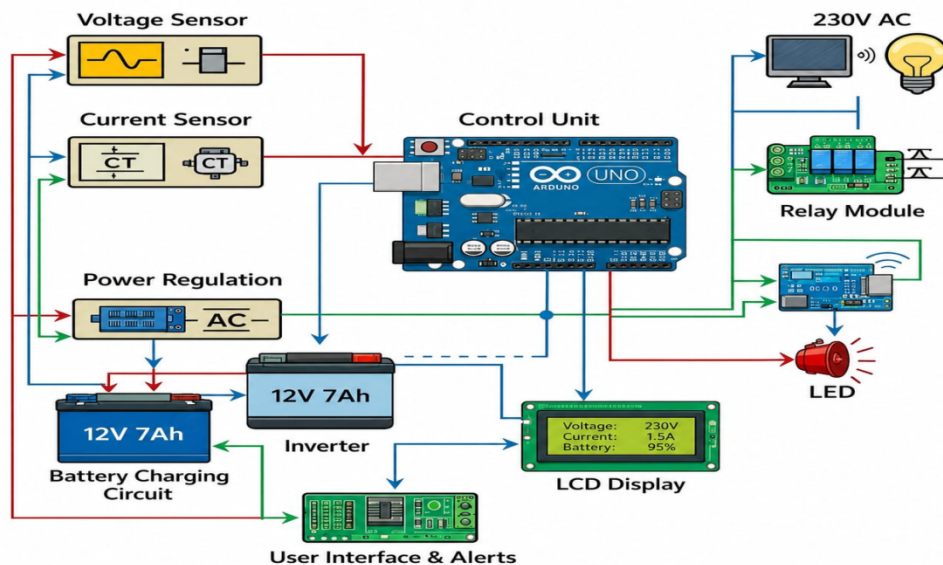 Voltage Sensor
230V AC
Current Sensor
CT
CT
Control Unit
ARDUINO
UNO
Relay Module
Power Regulation
AC
12V 7Ah
Inverter
12V 7Ah
Battery Charging
Circuit
LED
Voltage: 230V
Current: 1.5A
Battery: 95%
LCD Display
User Interface & Alerts